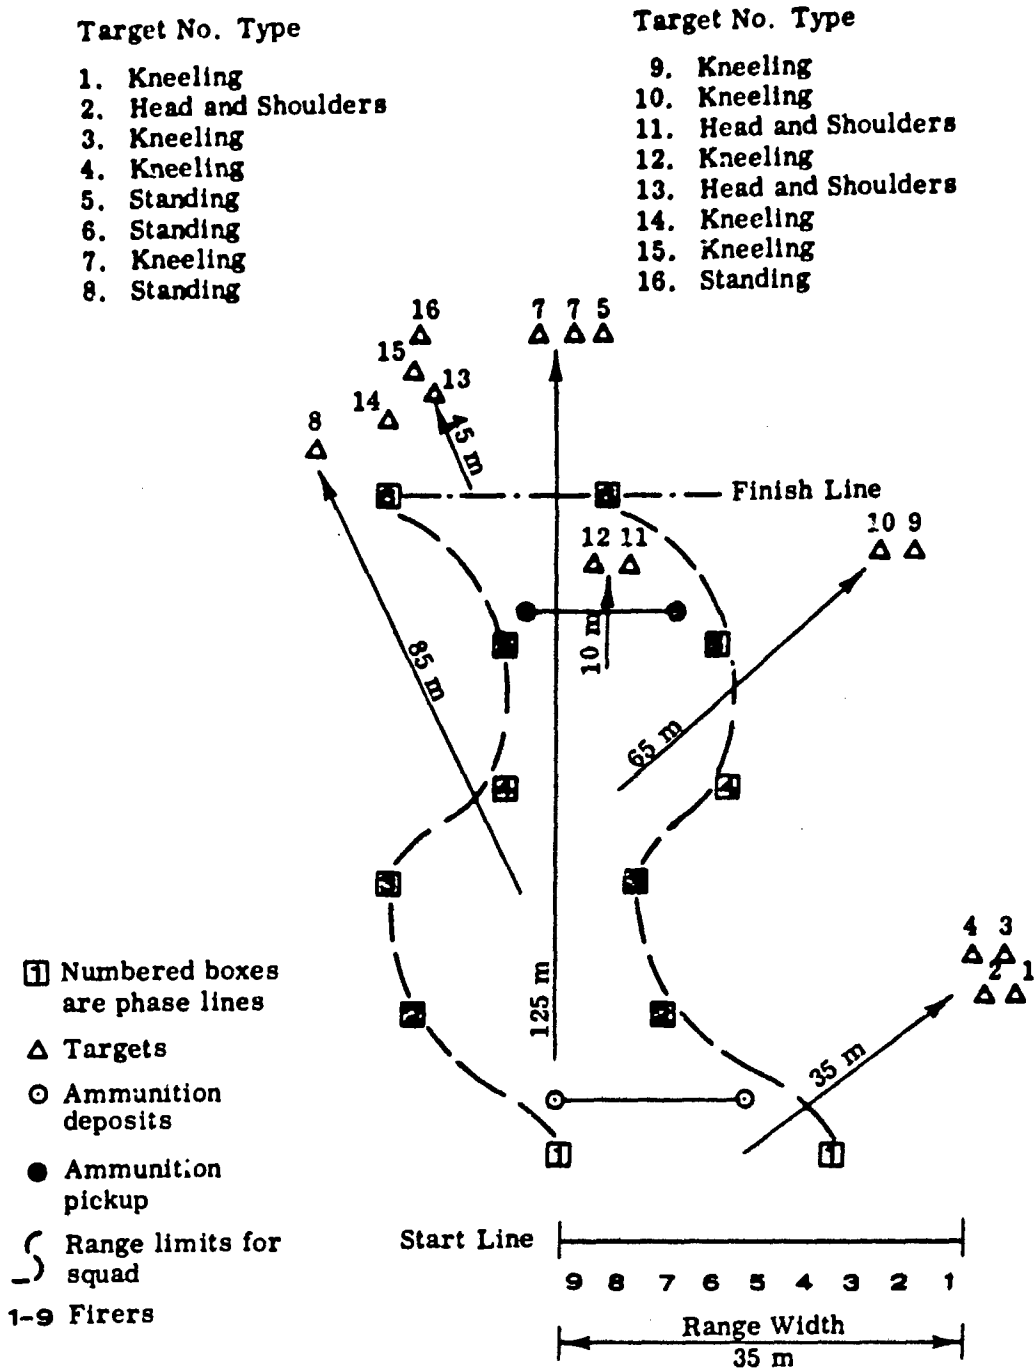 Target No. Type
1. Kneeling
2. Head and Shoulders
3. Kneeling
4. Kneeling
5. Standing
6. Standing
7. Kneeling
8. Standing
Target No. Type
9. Kneeling
10. Kneeling
11. Head and Shoulders
12. Kneeling
13. Head and Shoulders
14. Kneeling
15. Kneeling
16. Standing
16
7 7 5
15
13
14
8
45 m
Finish Line
10 9
12 11
10 m
85 m
65 m
4
4
4 3
2 1
125 m
35 m
1 Numbered boxes
are phase lines
Targets
Ammunition
deposits
Ammunition
pickup
Range limits for
squad
1-9 Firers
1
1
Start Line
9 8 7 6 5 4 3 2 1
Range Width
35 m